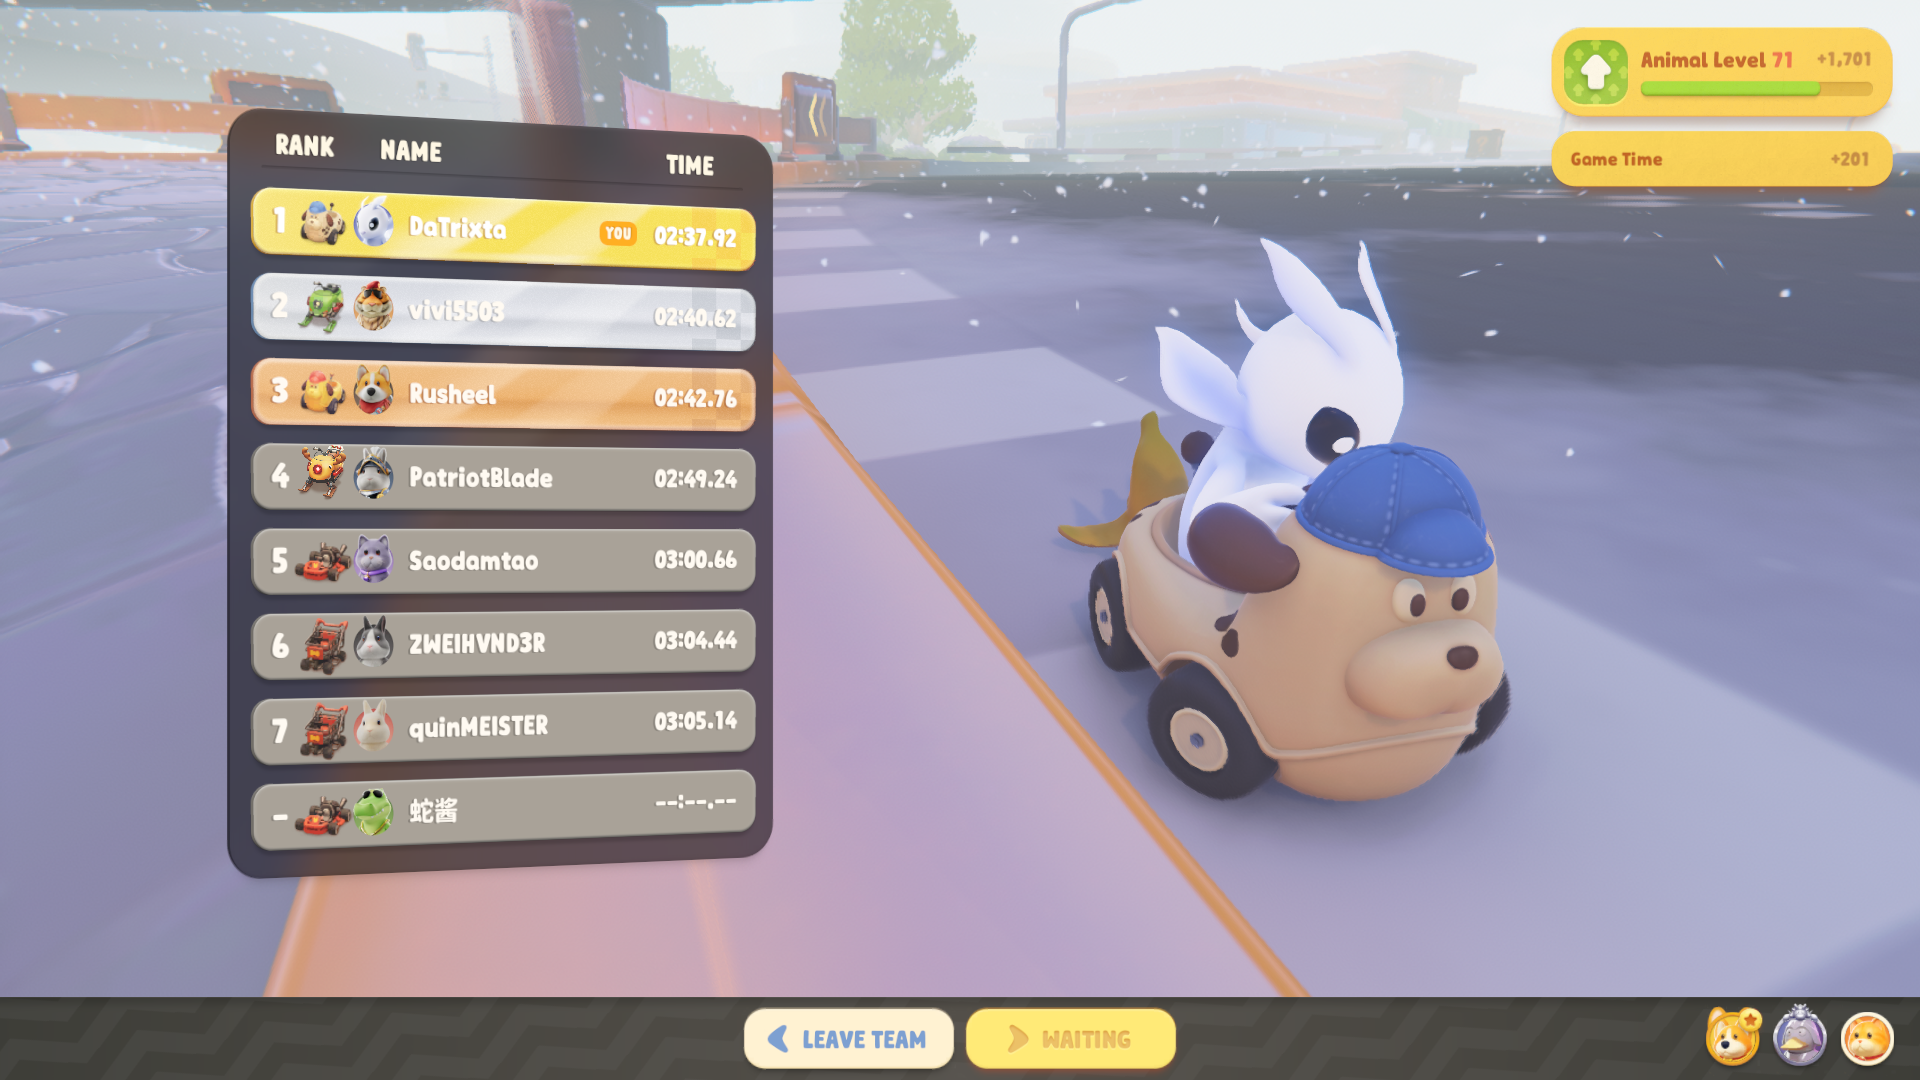 RANK NAME TIME
1 DaTrixta YOU 02:37.92
2 vivi5503 02:40.62
3 Rusheel 02:42.76
4 PatriotBlade 02:49.24
5 Saodamtao 03:00.66
6 ZWEIHVND3R 03:04.44
7 quinMEISTER 03:05.14
- 蛇酱 --:--.--
Animal Level 71 +1,701
Game Time +201
LEAVE TEAM
WAITING